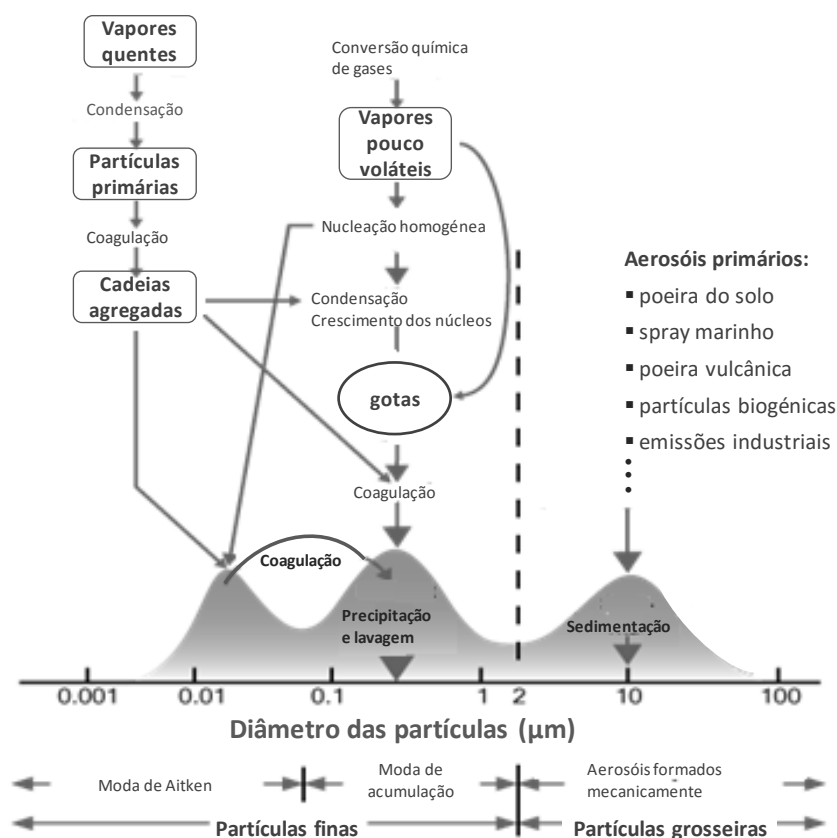 Vapores
quentes
Condensação
Partículas
primárias
Coagulação
Cadeias
agregadas
Conversão química
de gases
Vapores
pouco
voláteis
Nucleação homogénea
Condensação
Crescimento dos núcleos
gotas
Coagulação
Aerosóis primários:
▪ poeira do solo
▪ spray marinho
▪ poeira vulcânica
▪ partículas biogénicas
▪ emissões industriais
Coagulação
Precipitação
e lavagem
Sedimentação
0.001 0.01 0.1 1 2 10 100
Diâmetro das partículas (µm)
Moda de Aitken
Moda de
acumulação
Aerosóis formados
mecanicamente
Partículas finas
Partículas grosseiras